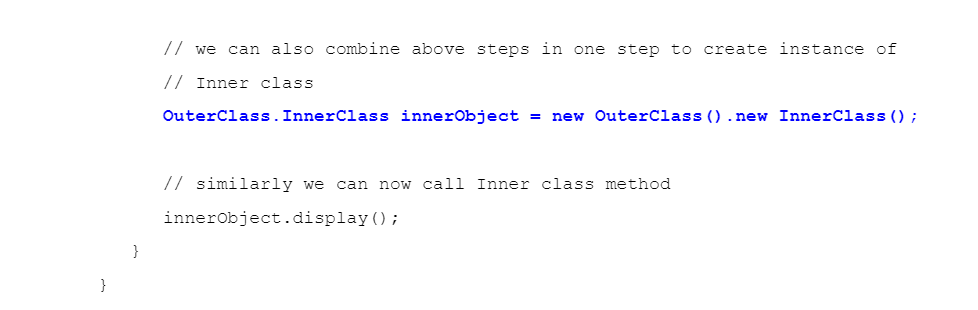 // we can also combine above steps in one step to create instance of
// Inner class
OuterClass.InnerClass innerObject = new OuterClass().new InnerClass();
// similarly we can now call Inner class method
innerObject.display();
}
}